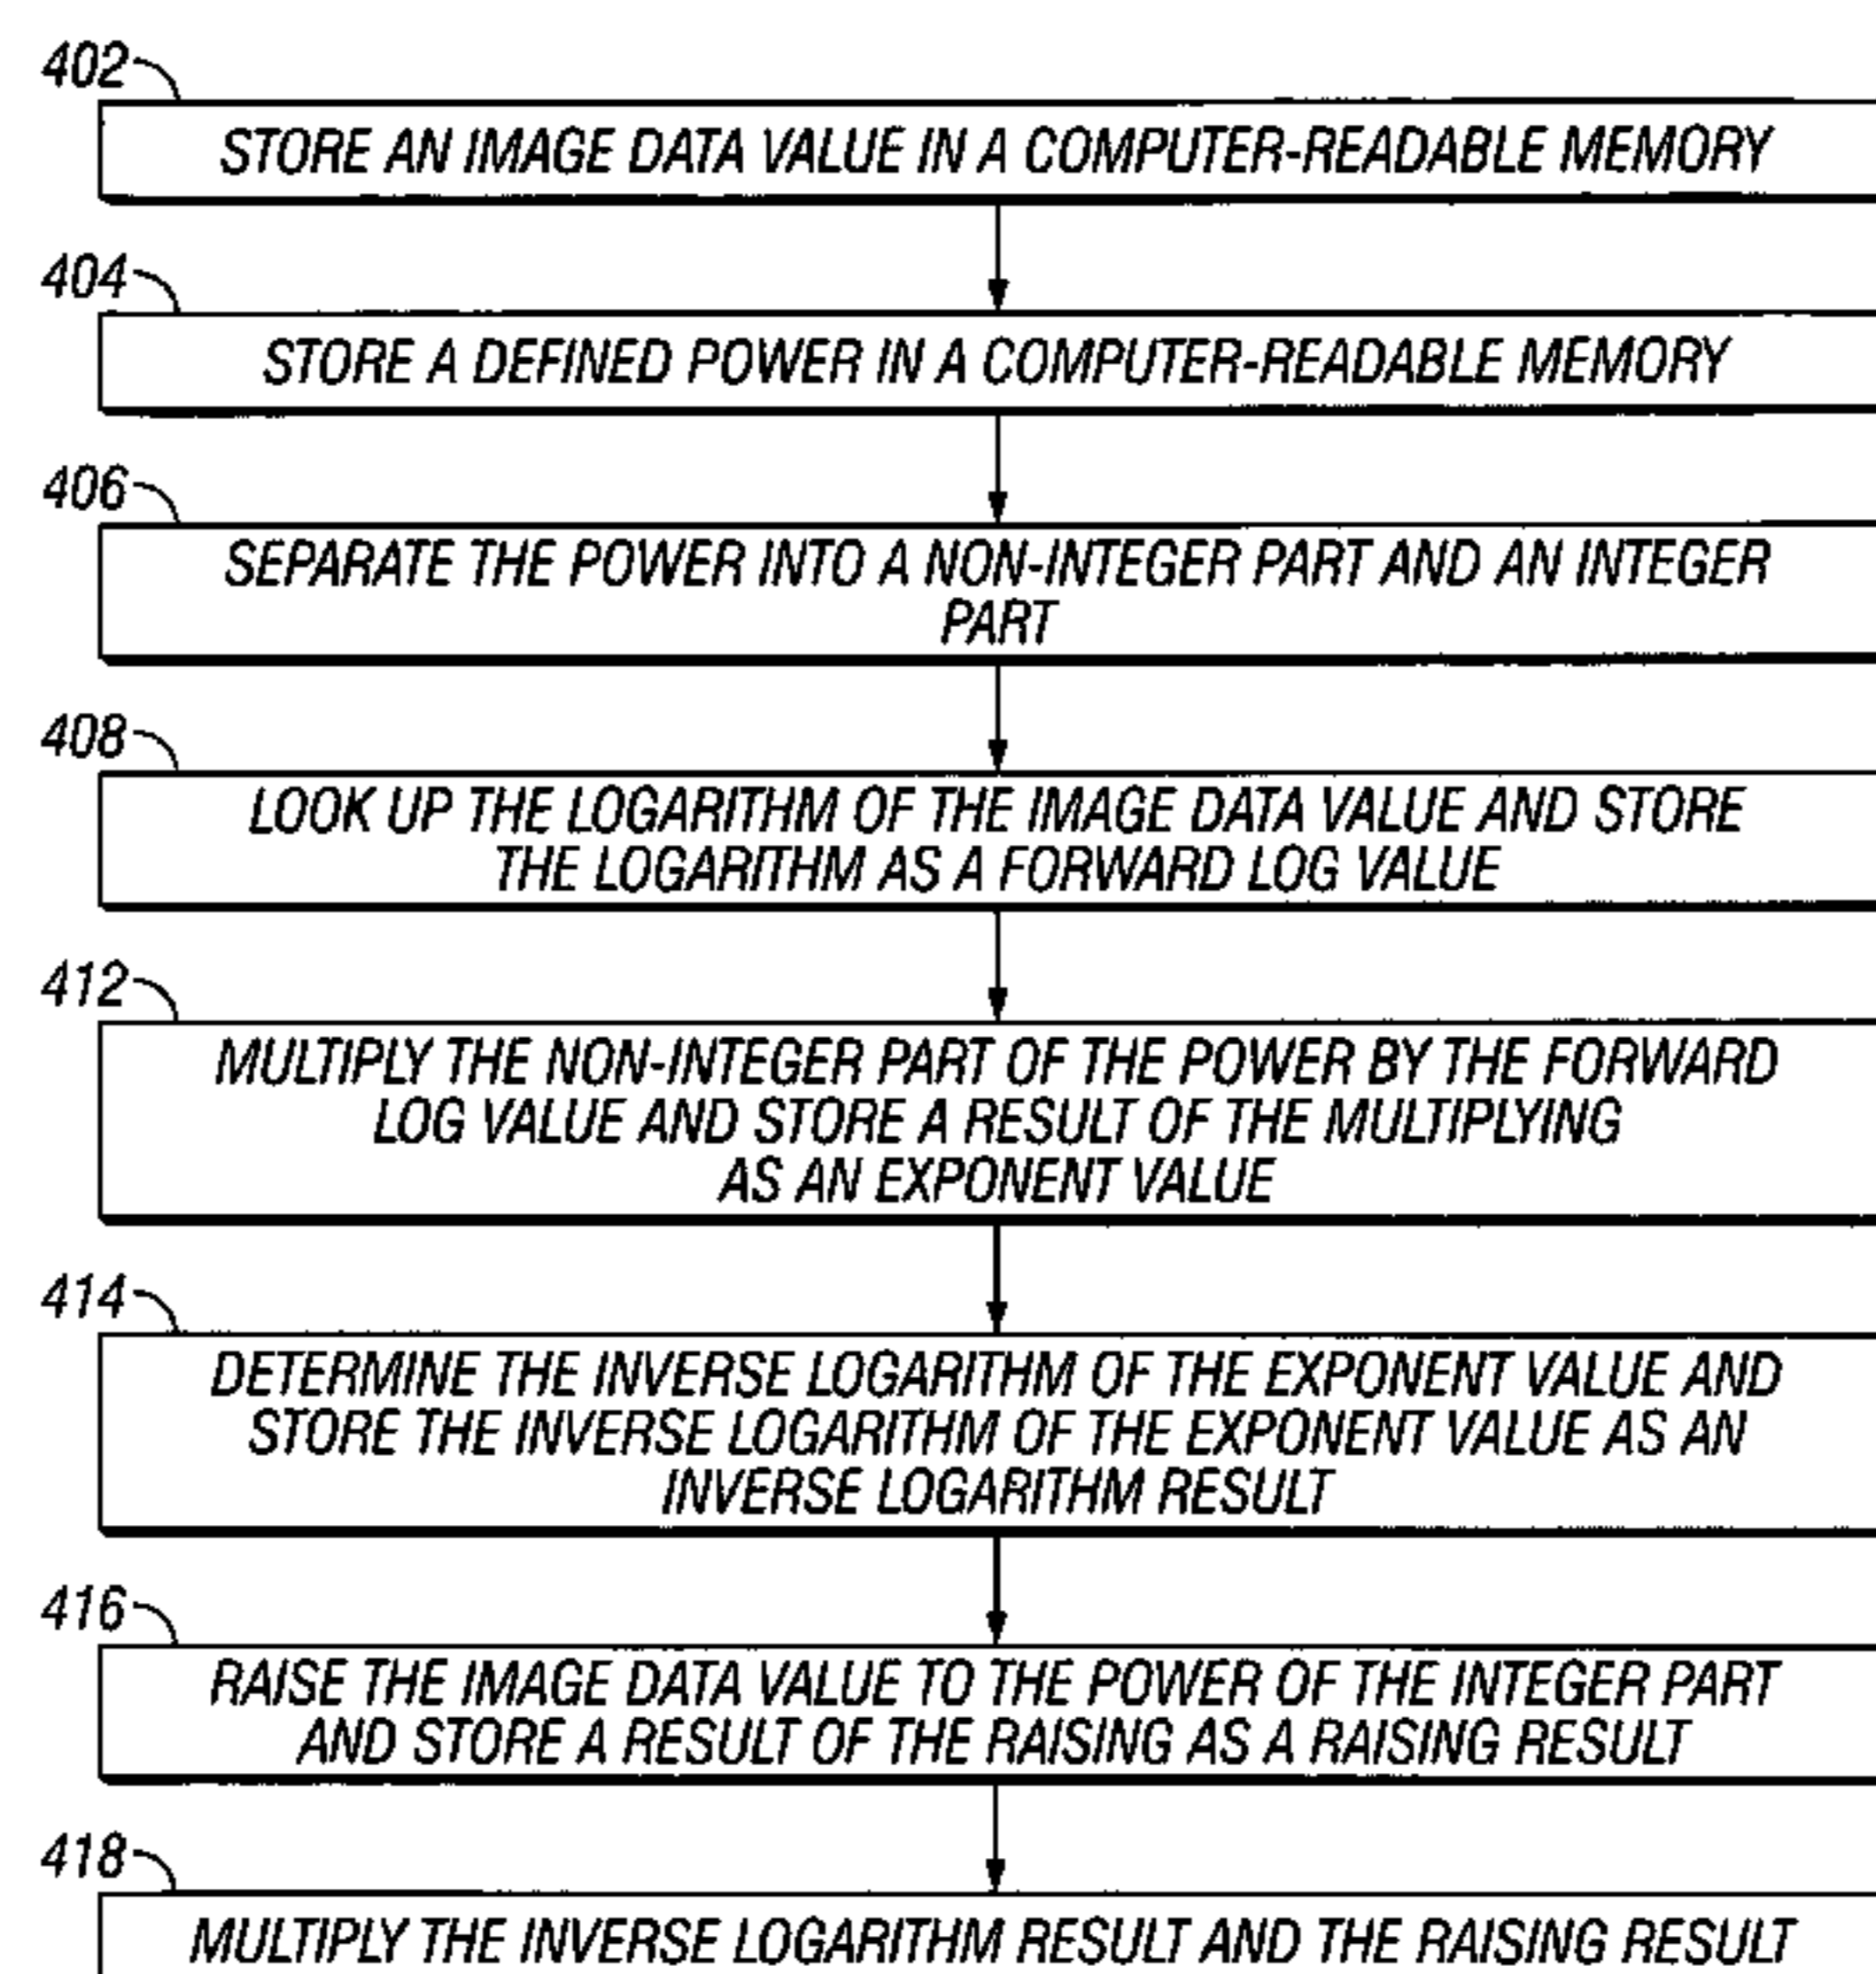 402
STORE AN IMAGE DATA VALUE IN A COMPUTER-READABLE MEMORY
404
STORE A DEFINED POWER IN A COMPUTER-READABLE MEMORY
406
SEPARATE THE POWER INTO A NON-INTEGER PART AND AN INTEGER
PART
408
LOOK UP THE LOGARITHM OF THE IMAGE DATA VALUE AND STORE
THE LOGARITHM AS A FORWARD LOG VALUE
412
MULTIPLY THE NON-INTEGER PART OF THE POWER BY THE FORWARD
LOG VALUE AND STORE A RESULT OF THE MULTIPLYING
AS AN EXPONENT VALUE
414
DETERMINE THE INVERSE LOGARITHM OF THE EXPONENT VALUE AND
STORE THE INVERSE LOGARITHM OF THE EXPONENT VALUE AS AN
INVERSE LOGARITHM RESULT
416
RAISE THE IMAGE DATA VALUE TO THE POWER OF THE INTEGER PART
AND STORE A RESULT OF THE RAISING AS A RAISING RESULT
418
MULTIPLY THE INVERSE LOGARITHM RESULT AND THE RAISING RESULT